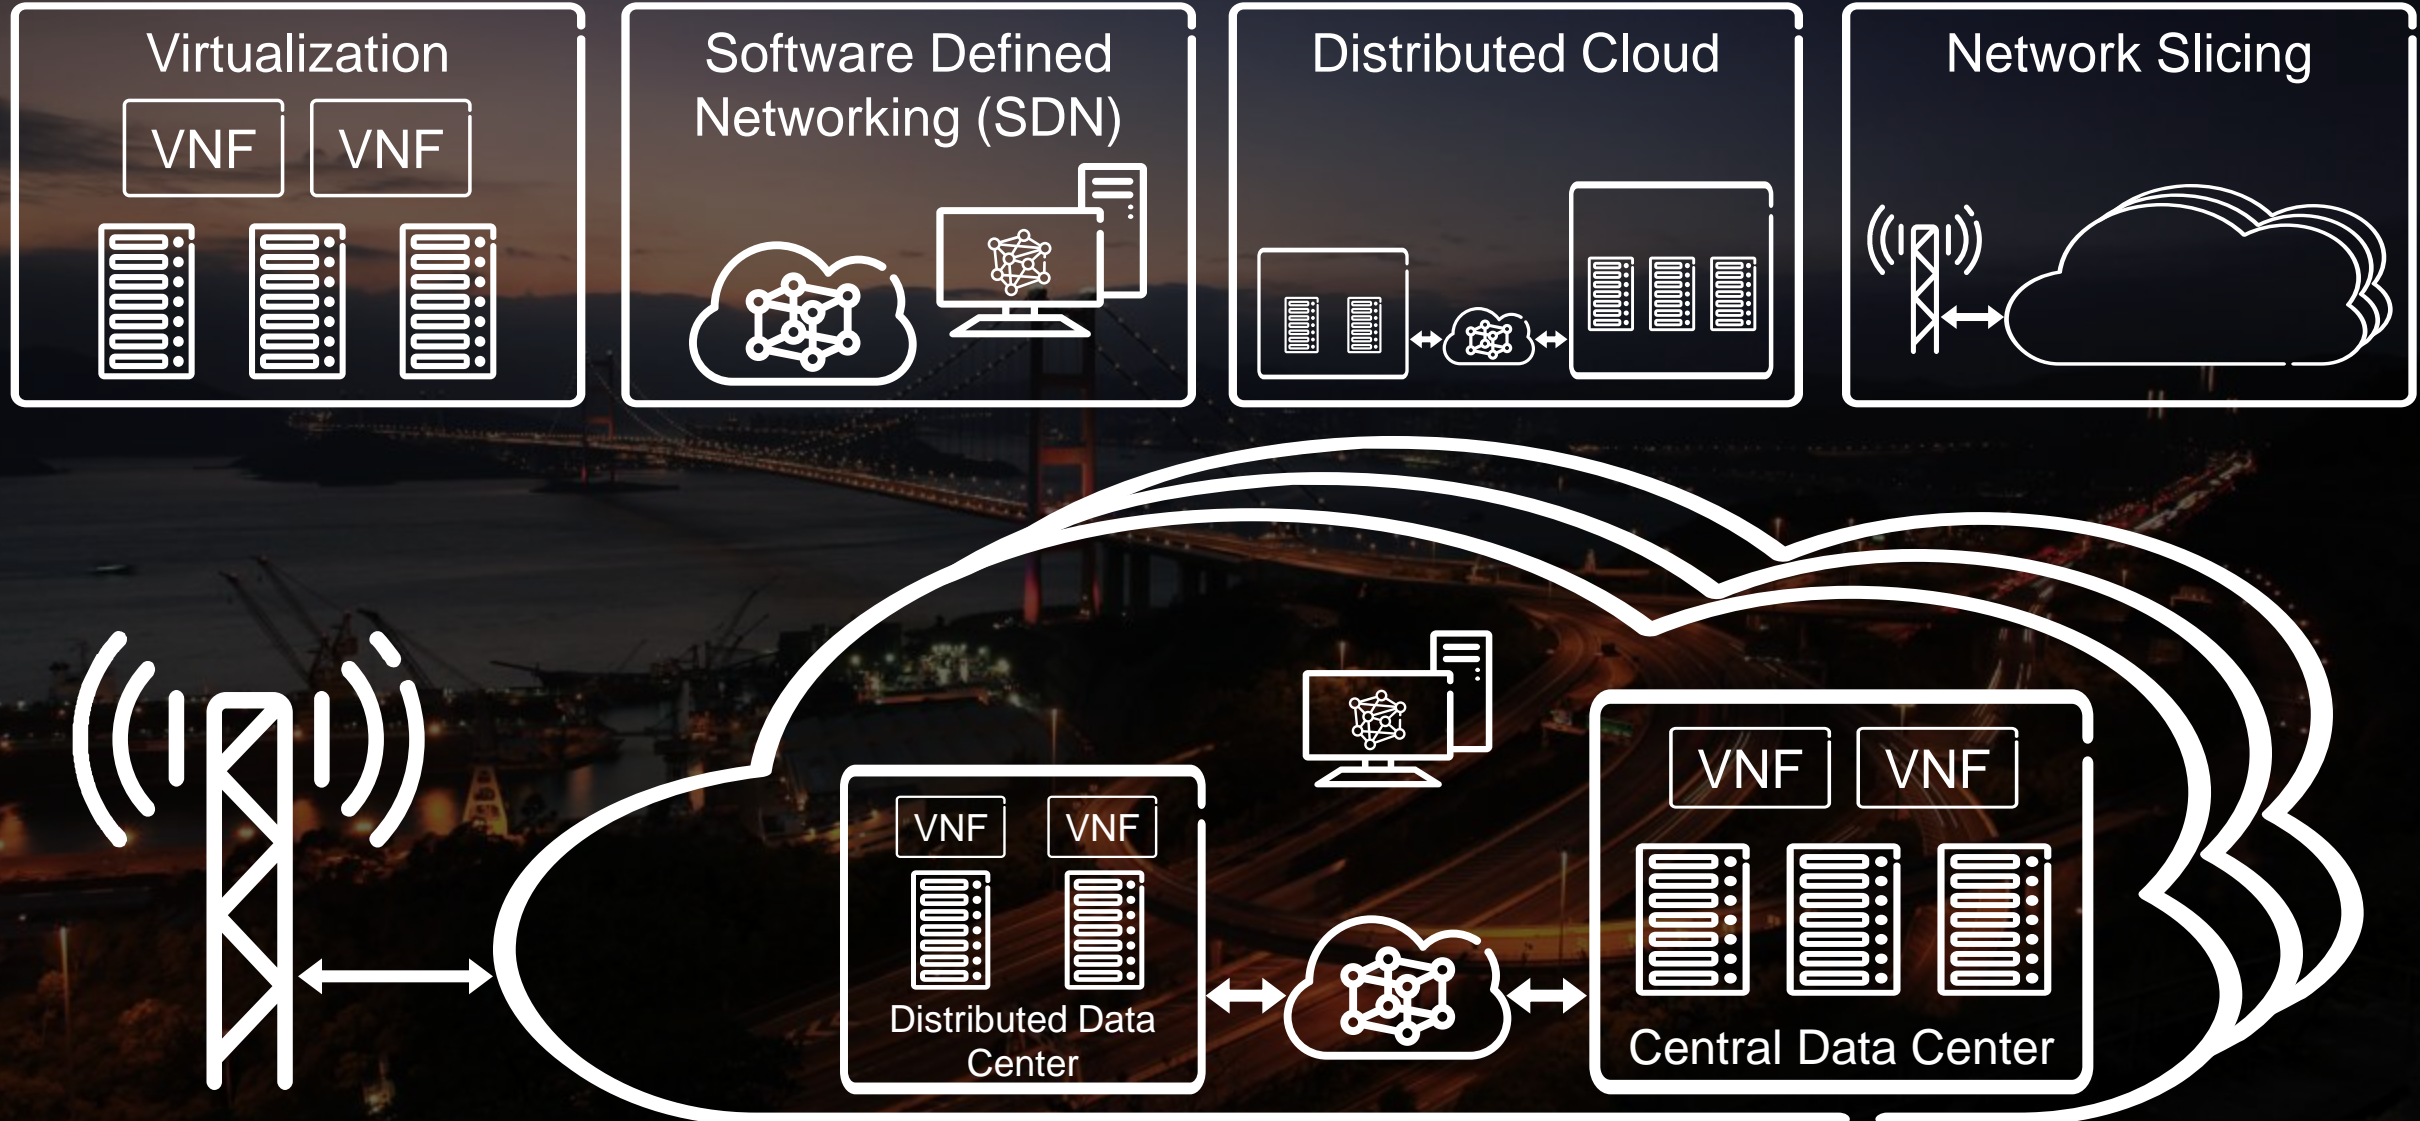 Virtualization
VNF VNF
Software Defined
Networking (SDN)
Distributed Cloud
Network Slicing
VNF VNF
Distributed Data
Center
VNF VNF
Central Data Center